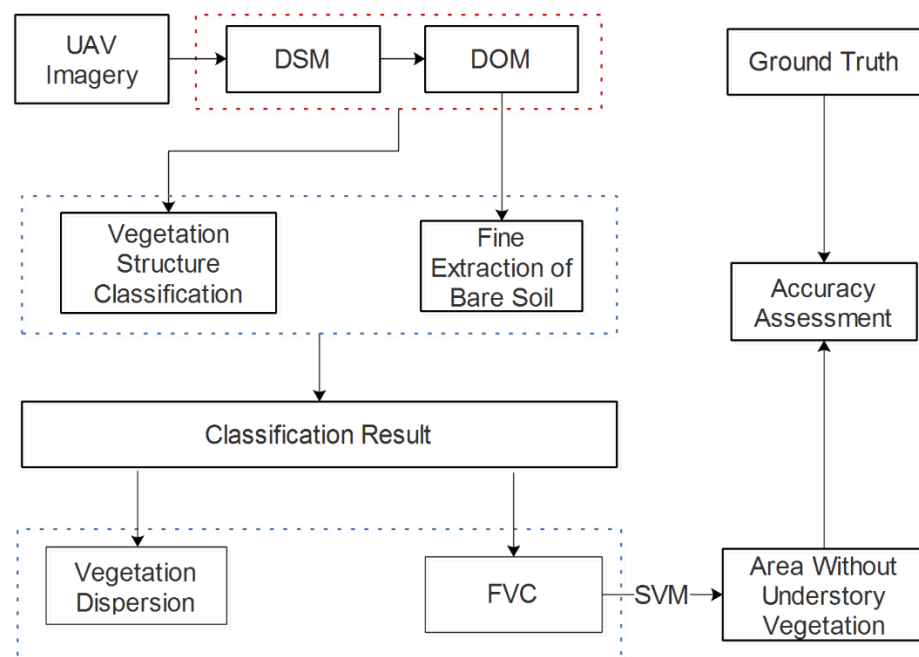 UAV
Imagery
DSM
DOM
Ground Truth
Vegetation
Structure
Classification
Fine
Extraction of
Bare Soil
Accuracy
Assessment
Classification Result
Vegetation
Dispersion
FVC
SVM
Area Without
Understory
Vegetation